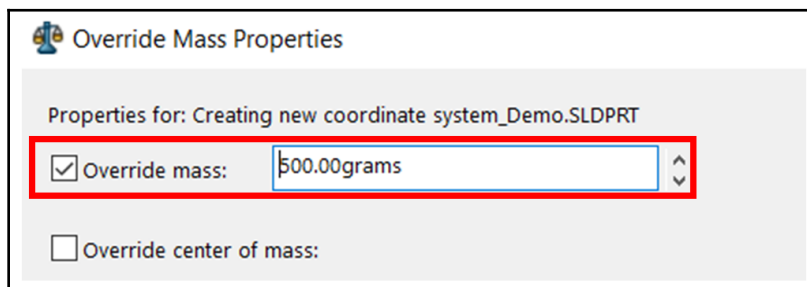 Override Mass Properties
Properties for: Creating new coordinate system_Demo.SLDPRT
Override mass: 500.00grams
Override center of mass: